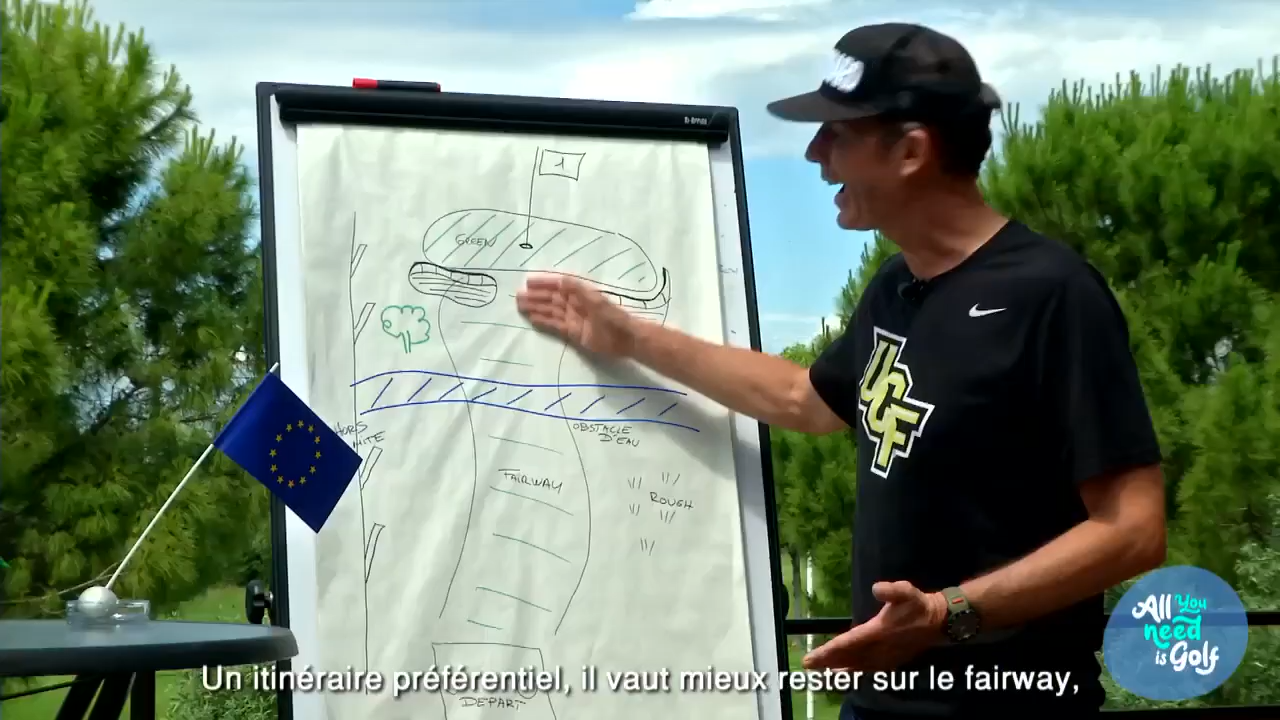 1
GREEN
HORS
OBSTACLE
D'EAU
FAIRWAY
ROUGH
DEPART
UCF
All
You
need
is Golf
Un itinéraire préférentiel, il vaut mieux rester sur le fairway,